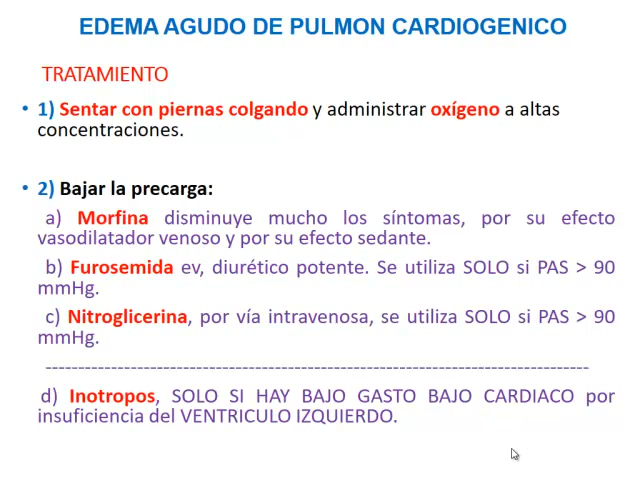 EDEMA AGUDO DE PULMON CARDIOGENICO
TRATAMIENTO
• 1) Sentar con piernas colgando y administrar oxígeno a altas
concentraciones.
• 2) Bajar la precarga:
a) Morfina disminuye mucho los síntomas, por su efecto
vasodilatador venoso y por su efecto sedante.
b) Furosemida ev, diurético potente. Se utiliza SOLO si PAS > 90
mmHg.
c) Nitroglicerina, por vía intravenosa, se utiliza SOLO si PAS > 90
mmHg.
------------------------------------------------------------------------------------
d) Inotropos, SOLO SI HAY BAJO GASTO BAJO CARDIACO por
insuficiencia del VENTRICULO IZQUIERDO.